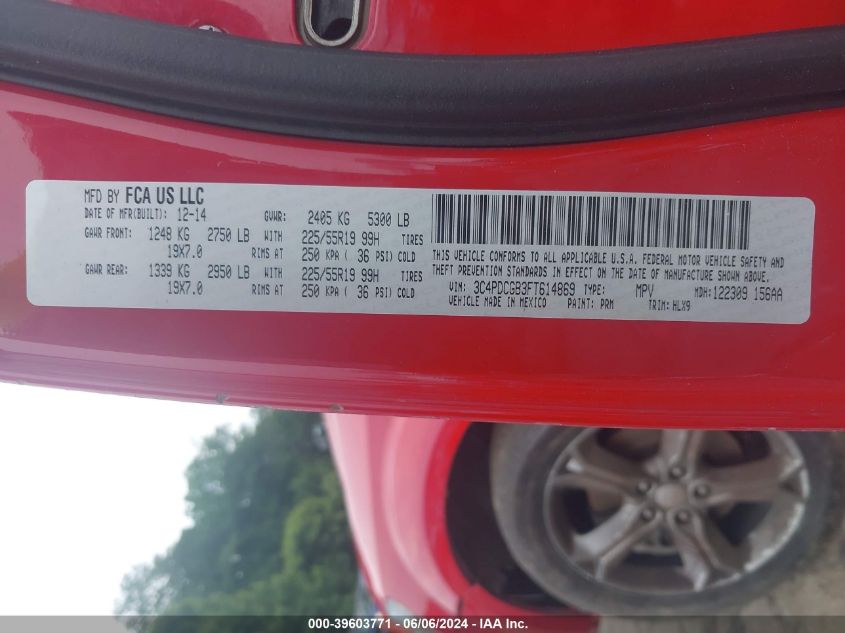 MFD BY FCA US LLC
DATE OF MFR(BUILT): 12-14 GVWR: 2405 KG 5300 LB
GAWR FRONT: 1248 KG 2750 LB WITH 225/55R19 99H TIRES
19X7.0 RIMS AT 250 KPA ( 36 PSI) COLD
GAWR REAR: 1339 KG 2950 LB WITH 225/55R19 99H TIRES
19X7.0 RIMS AT 250 KPA ( 36 PSI) COLD
THIS VEHICLE CONFORMS TO ALL APPLICABLE U.S.A. FEDERAL MOTOR VEHICLE SAFETY AND
THEFT PREVENTION STANDARDS IN EFFECT ON THE DATE OF MANUFACTURE SHOWN ABOVE.
VIN: 3C4PDCGB3FT614869 TYPE: MPV MDH:122309 156AA
VEHICLE MADE IN MEXICO PAINT: PRM TRIM: HLX9
000-39603771 - 06/06/2024 - IAA Inc.